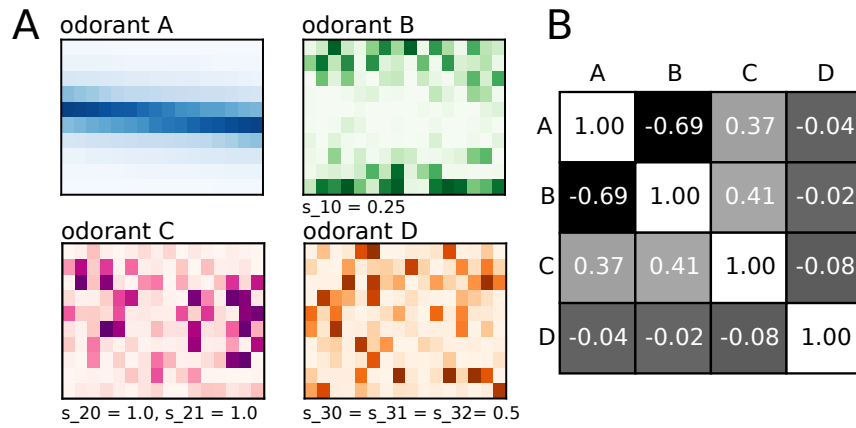 A
odorant A
odorant B
s_10 = 0.25
odorant C
odorant D
s_20 = 1.0, s_21 = 1.0
s_30 = s_31 = s_32= 0.5
B
A B C D
A 1.00 -0.69 0.37 -0.04
B -0.69 1.00 0.41 -0.02
C 0.37 0.41 1.00 -0.08
D -0.04 -0.02 -0.08 1.00